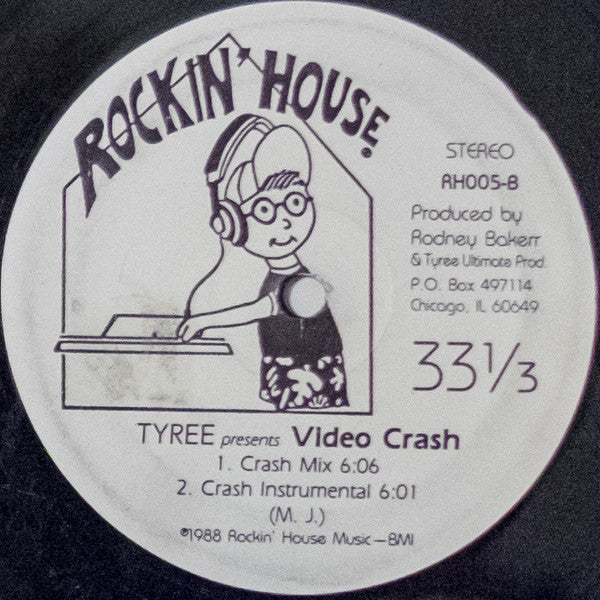 ROCKIN' HOUSE.
STEREO
RH005-B
Produced by
Rodney Bakerr
& Tyree Ultimate Prod.
P.O. Box 497114
Chicago, IL 60649
33⅓
TYREE presents Video Crash
1. Crash Mix 6:06
2. Crash Instrumental 6:01
(M. J.)
℗1988 Rockin' House Music—BMI